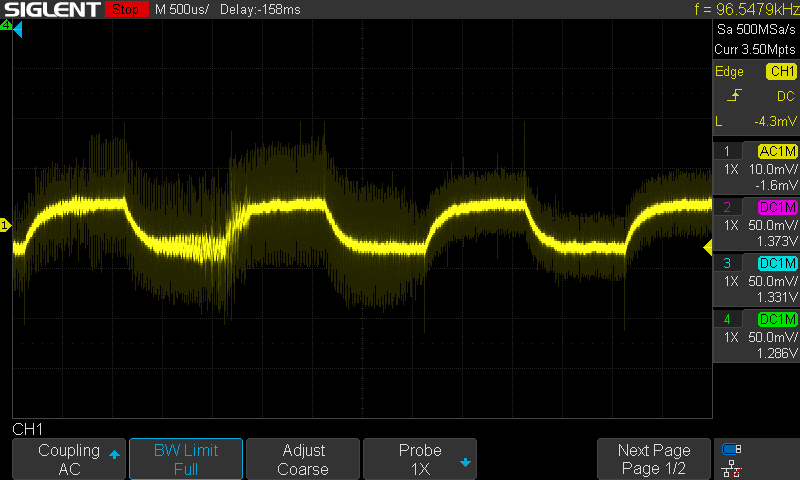 SIGLENT Stop M 500us/ Delay:-158ms f = 96.5479kHz
Sa 500MSa/s
Curr 3.50Mpts
Edge CH1
DC
L -4.3mV
1 AC1M
1X 10.0mV/
-1.6mV
2 DC1M
1X 50.0mV/
1.373V
3 DC1M
1X 50.0mV/
1.331V
4 DC1M
1X 50.0mV/
1.286V
4
1
CH1
Coupling
AC
BW Limit
Full
Adjust
Coarse
Probe
1X
Next Page
Page 1/2